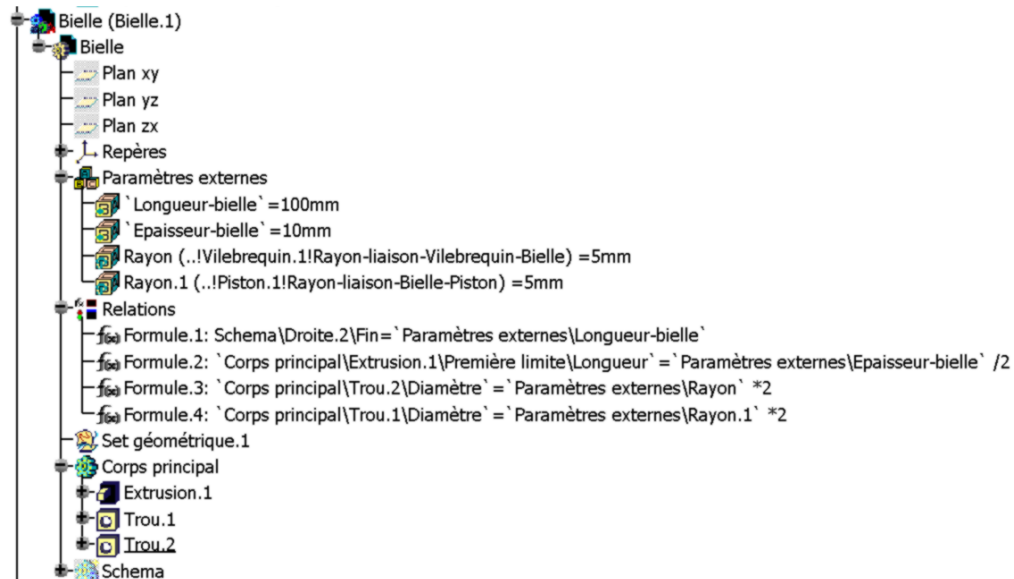 Bielle (Bielle.1)
Bielle
Plan xy
Plan yz
Plan zx
Repères
Paramètres externes
`Longueur-bielle`=100mm
`Epaisseur-bielle`=10mm
Rayon (..!Vilebrequin.1!Rayon-liaison-Vilebrequin-Bielle) =5mm
Rayon.1 (..!Piston.1!Rayon-liaison-Bielle-Piston) =5mm
Relations
Formule.1: Schema\Droite.2\Fin=`Paramètres externes\Longueur-bielle`
Formule.2: `Corps principal\Extrusion.1\Première limite\Longueur`=`Paramètres externes\Epaisseur-bielle` /2
Formule.3: `Corps principal\Trou.2\Diamètre`=`Paramètres externes\Rayon` *2
Formule.4: `Corps principal\Trou.1\Diamètre`=`Paramètres externes\Rayon.1` *2
Set géométrique.1
Corps principal
Extrusion.1
Trou.1
Trou.2
Schema